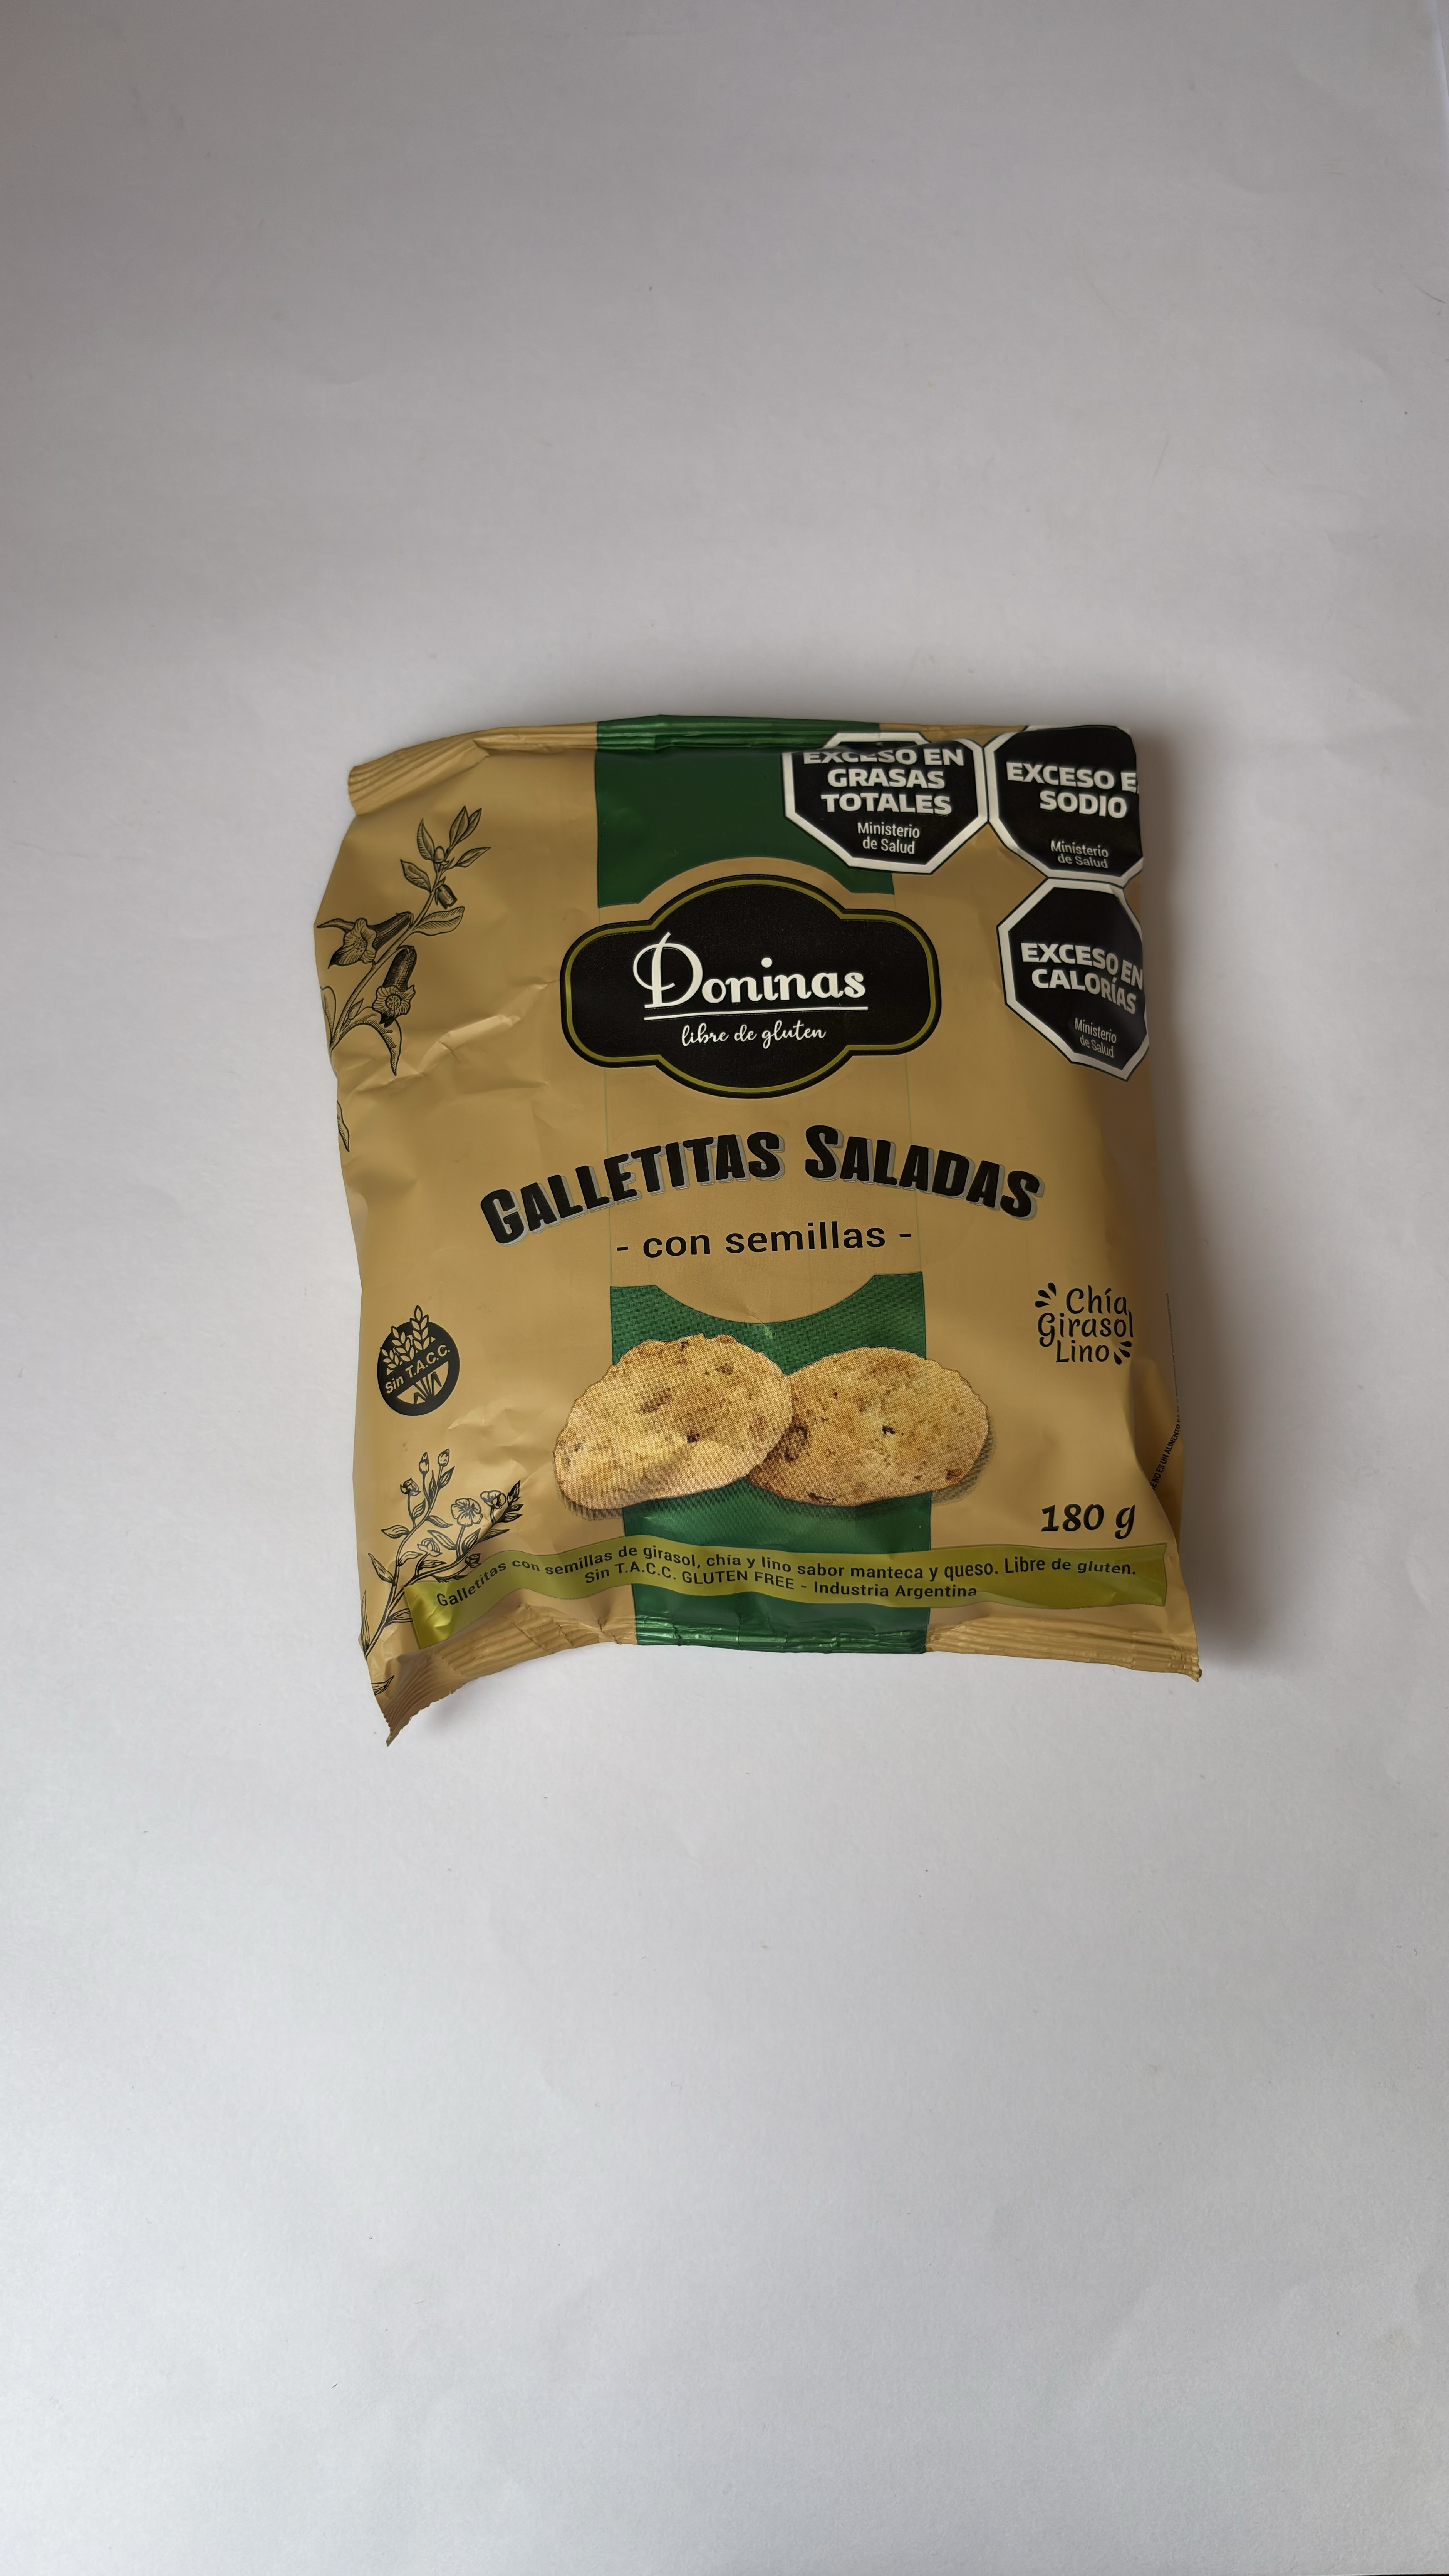 EXCESO EN
GRASAS
TOTALES
Ministerio
de Salud
EXCESO E
SODIO
Ministerio
de Salud
EXCESO EN
CALORÍAS
Ministerio
de Salud
Doninas
libre de gluten
GALLETITAS SALADAS
- con semillas -
Chía
Girasol
Lino
Sin T.A.C.C.
180 g
Galletitas con semillas de girasol, chía y lino sabor manteca y queso. Libre de gluten.
Sin T.A.C.C. GLUTEN FREE - Industria Argentina